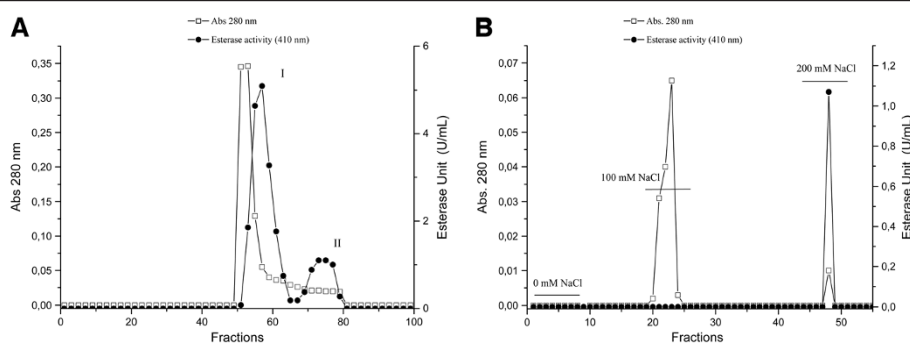 A
Abs 280 nm
Esterase activity (410 nm)
I
II
Abs 280 nm
0,35
0,30
0,25
0,20
0,15
0,10
0,05
0,00
6
4
2
0
Esterase Unit (U/mL)
0 20 40 60 80 100
Fractions
B
Abs. 280 nm
Esterase activity (410 nm)
200 mM NaCl
100 mM NaCl
0 mM NaCl
Abs. 280 nm
0,07
0,06
0,05
0,04
0,03
0,02
0,01
0,00
1,2
1,0
0,8
0,6
0,4
0,2
0,0
Esterase Unit (U/mL)
0 10 20 30 40 50
Fractions